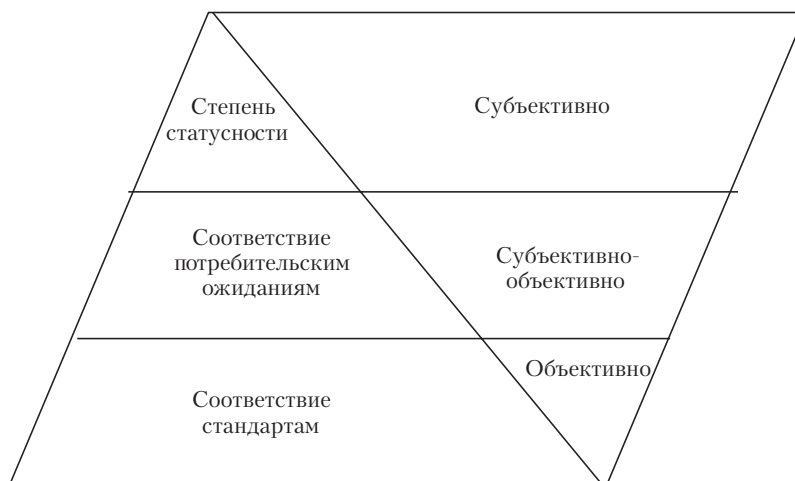 Степень
статусности
Субъективно
Соответствие
потребительским
ожиданиям
Субъективно-
объективно
Соответствие
стандартам
Объективно